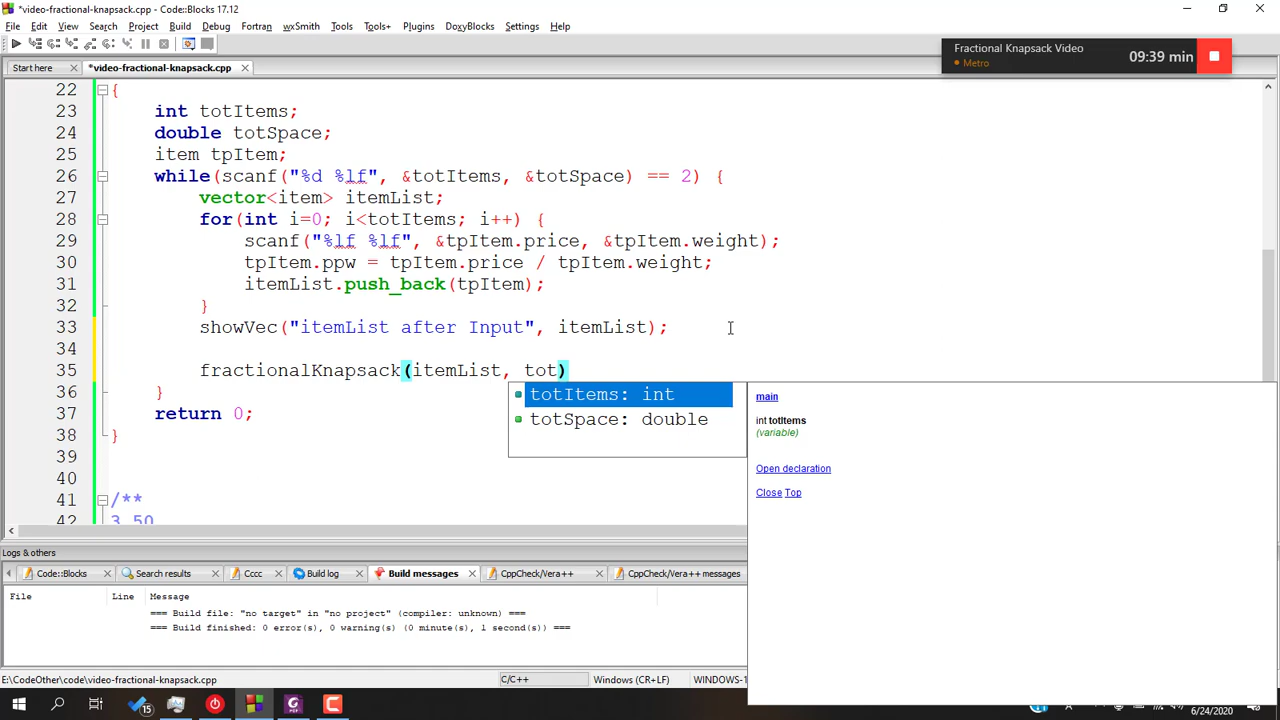 *video-fractional-knapsack.cpp - Code::Blocks 17.12
File Edit View Search Project Build Debug Fortran wxSmith Tools Tools+ Plugins DoxyBlocks Settings Help
Fractional Knapsack Video
Metro
09:39 min
Start here *video-fractional-knapsack.cpp
22 {
23 int totItems;
24 double totSpace;
25 item tpItem;
26 while(scanf("%d %lf", &totItems, &totSpace) == 2) {
27 vector<item> itemList;
28 for(int i=0; i<totItems; i++) {
29 scanf("%lf %lf", &tpItem.price, &tpItem.weight);
30 tpItem.ppw = tpItem.price / tpItem.weight;
31 itemList.push_back(tpItem);
32 }
33 showVec("itemList after Input", itemList);
34
35 fractionalKnapsack(itemList, tot)
36 }
37 return 0;
38 }
39
40
41 /**
42 3 50
totItems: int
totSpace: double
main
int totItems
(variable)
Open declaration
Close Top
Logs & others
Code::Blocks Search results Cccc Build log Build messages CppCheck/Vera++ CppCheck/Vera++ messages
File Line Message
=== Build file: "no target" in "no project" (compiler: unknown) ===
=== Build finished: 0 error(s), 0 warning(s) (0 minute(s), 1 second(s)) ===
E:\CodeOther\code\video-fractional-knapsack.cpp C/C++ Windows (CR+LF) WINDOWS-1
15
6/24/2020